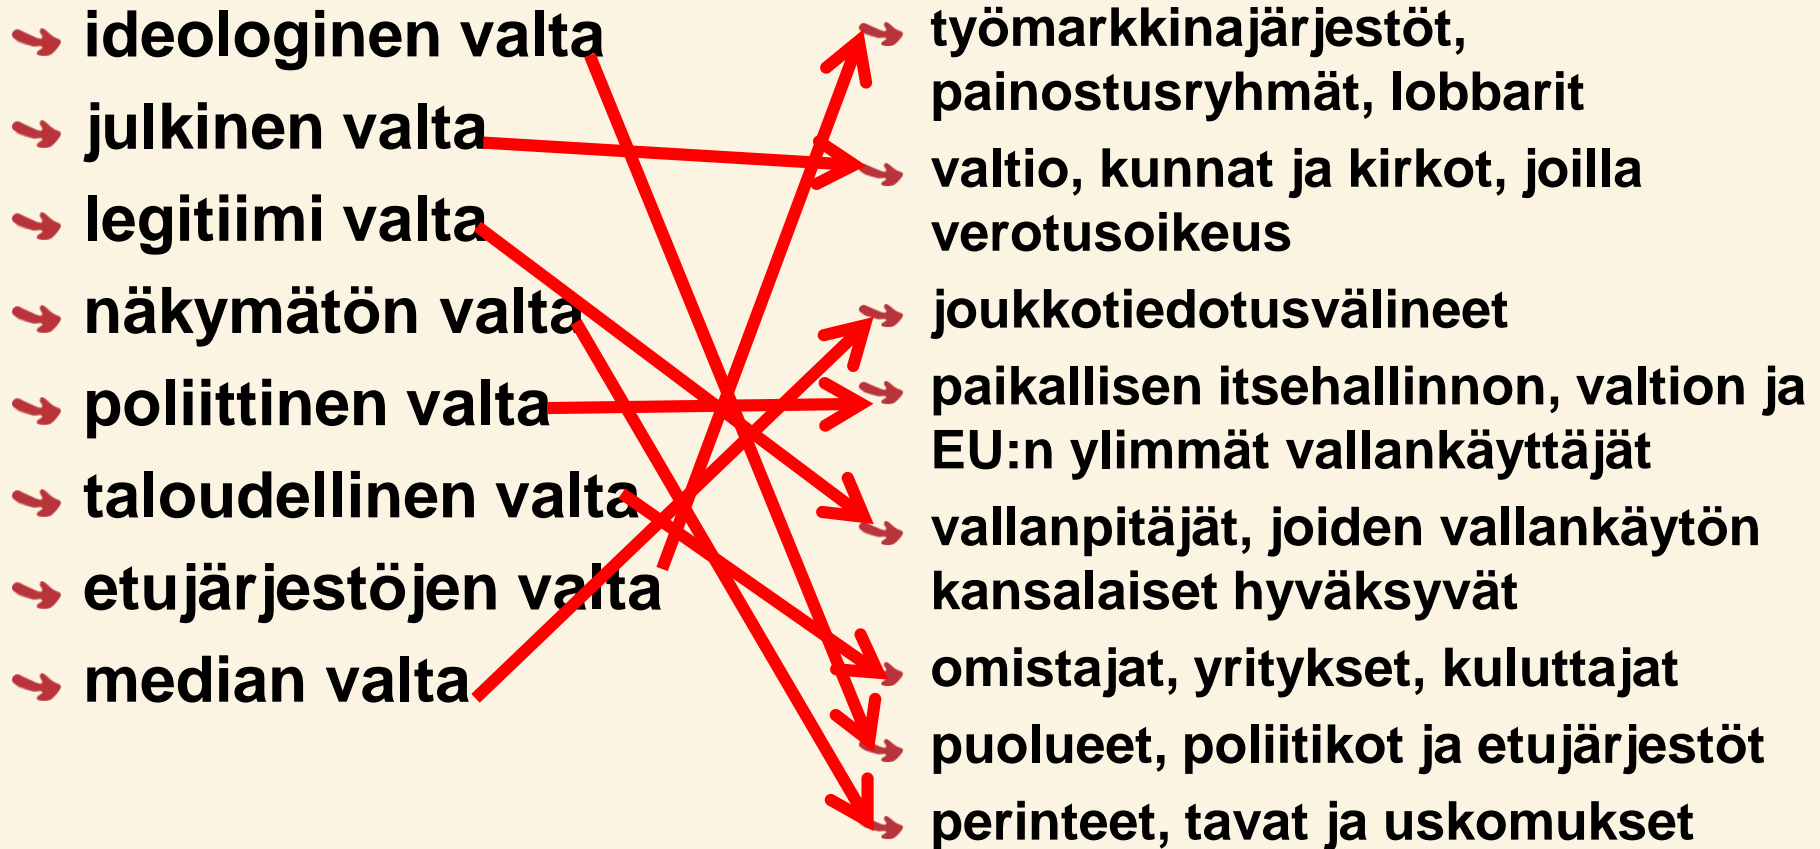 ideologinen valta
julkinen valta
legitiimi valta
näkymätön valta
poliittinen valta
taloudellinen valta
etujärjestöjen valta
median valta
työmarkkinajärjestöt,
painostusryhmät, lobbarit
valtio, kunnat ja kirkot, joilla
verotusoikeus
joukkotiedotusvälineet
paikallisen itsehallinnon, valtion ja
EU:n ylimmät vallankäyttäjät
vallanpitäjät, joiden vallankäytön
kansalaiset hyväksyvät
omistajat, yritykset, kuluttajat
puolueet, poliitikot ja etujärjestöt
perinteet, tavat ja uskomukset